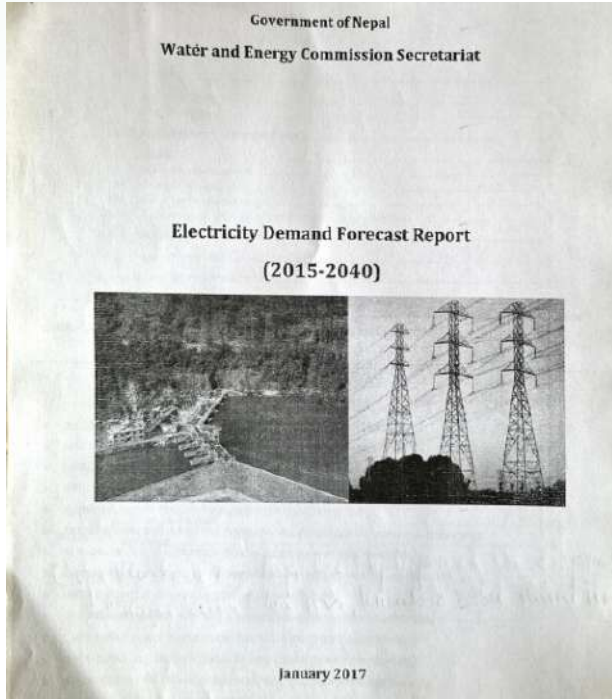 Government of Nepal
Water and Energy Commission Secretariat
Electricity Demand Forecast Report
(2015-2040)
January 2017